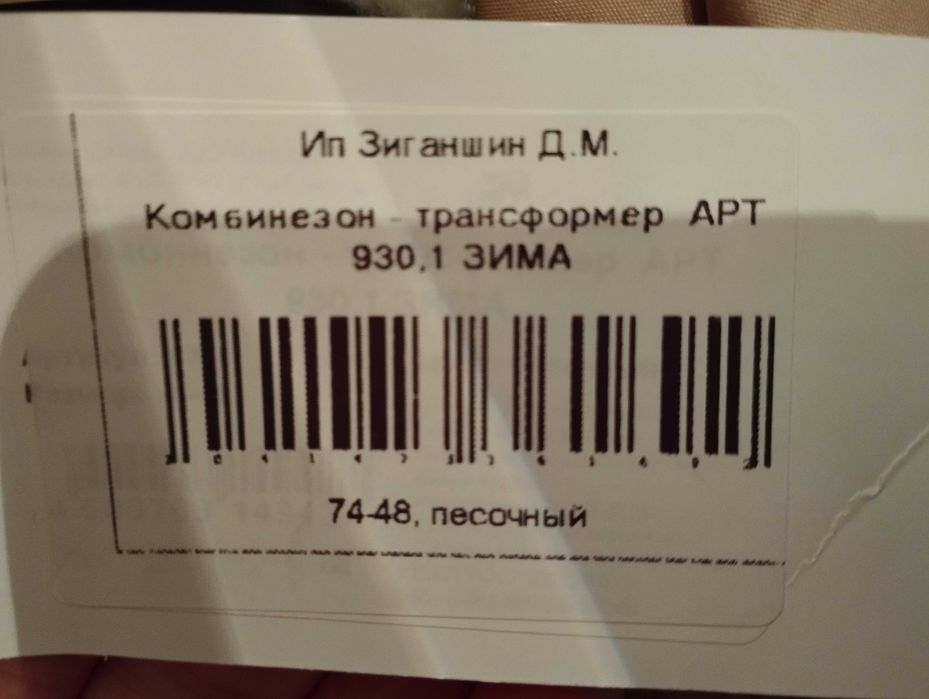 Ип Зиганшин Д.М.
Комбинезон - трансформер АРТ
930,1 ЗИМА
74-48, песочный